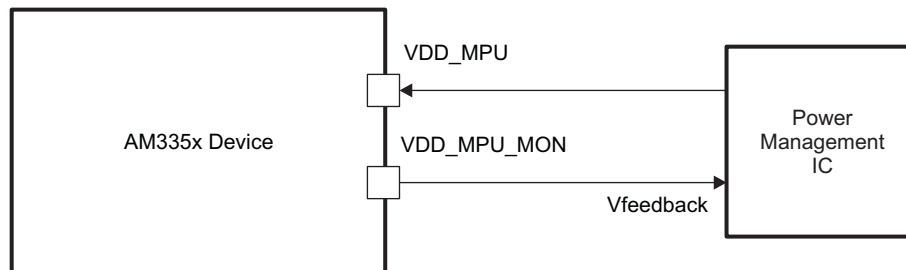 VDD_MPU
AM335x Device
VDD_MPU_MON
Vfeedback
Power
Management
IC